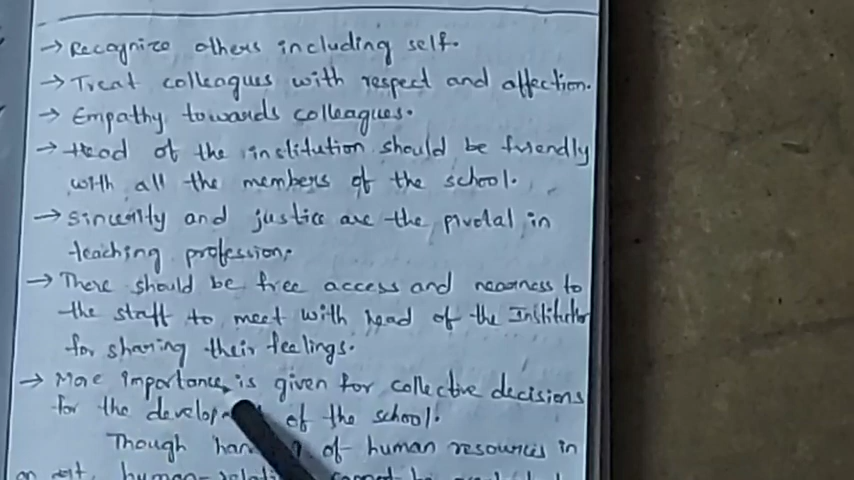 → Recognize others including self.
→ Treat colleagues with respect and affection.
→ Empathy towards colleagues.
→ Head of the institution should be friendly
with all the members of the school.
→ Sincerity and justice are the pivotal in
teaching profession.
→ There should be free access and nearness to
the staff to meet with head of the Institution
for sharing their feelings.
→ More importance is given for collective decisions
for the of the school.
Though of human resources in
human